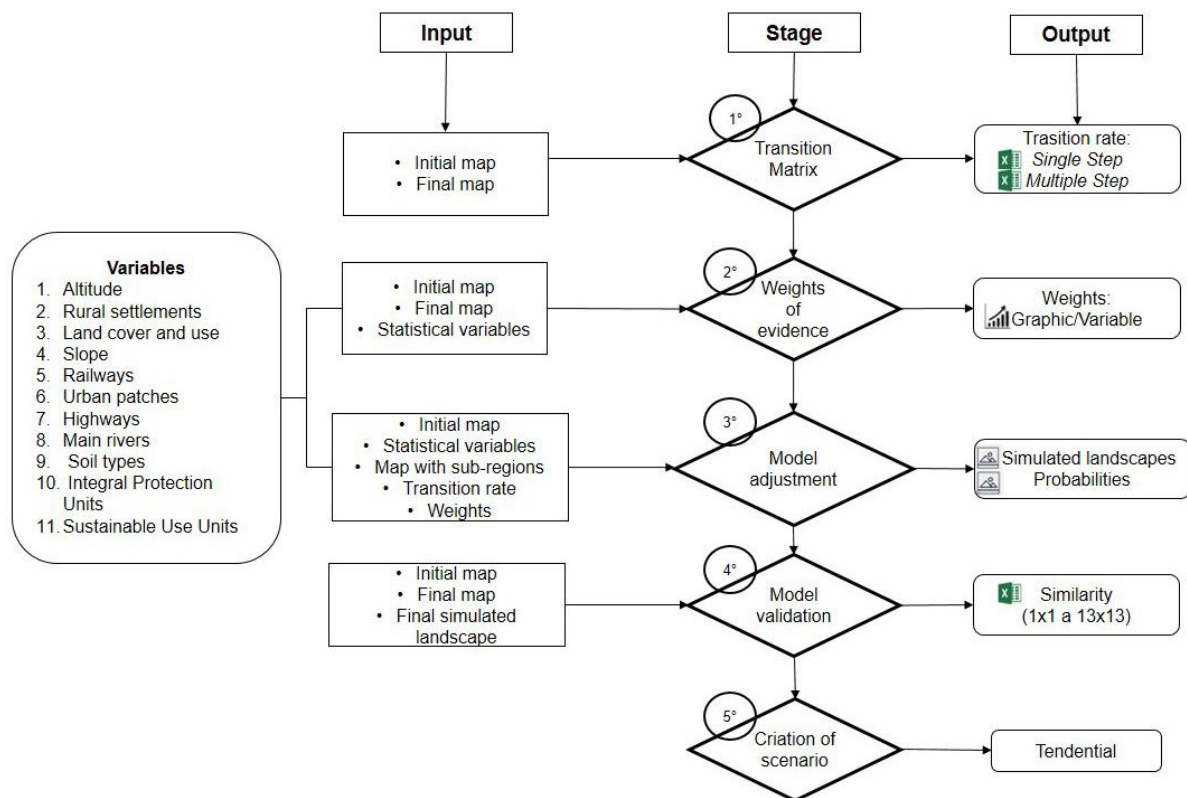 Input
Stage
Output
• Initial map
• Final map
1°
Transition
Matrix
Trasition rate:
Single Step
Multiple Step
Variables
1. Altitude
2. Rural settlements
3. Land cover and use
4. Slope
5. Railways
6. Urban patches
7. Highways
8. Main rivers
9. Soil types
10. Integral Protection
Units
11. Sustainable Use Units
• Initial map
• Final map
• Statistical variables
2°
Weights
of
evidence
Weights:
Graphic/Variable
• Initial map
• Statistical variables
• Map with sub-regions
• Transition rate
• Weights
3°
Model
adjustment
Simulated landscapes
Probabilities
• Initial map
• Final map
• Final simulated
landscape
4°
Model
validation
Similarity
(1x1 a 13x13)
5°
Criation of
scenario
Tendential